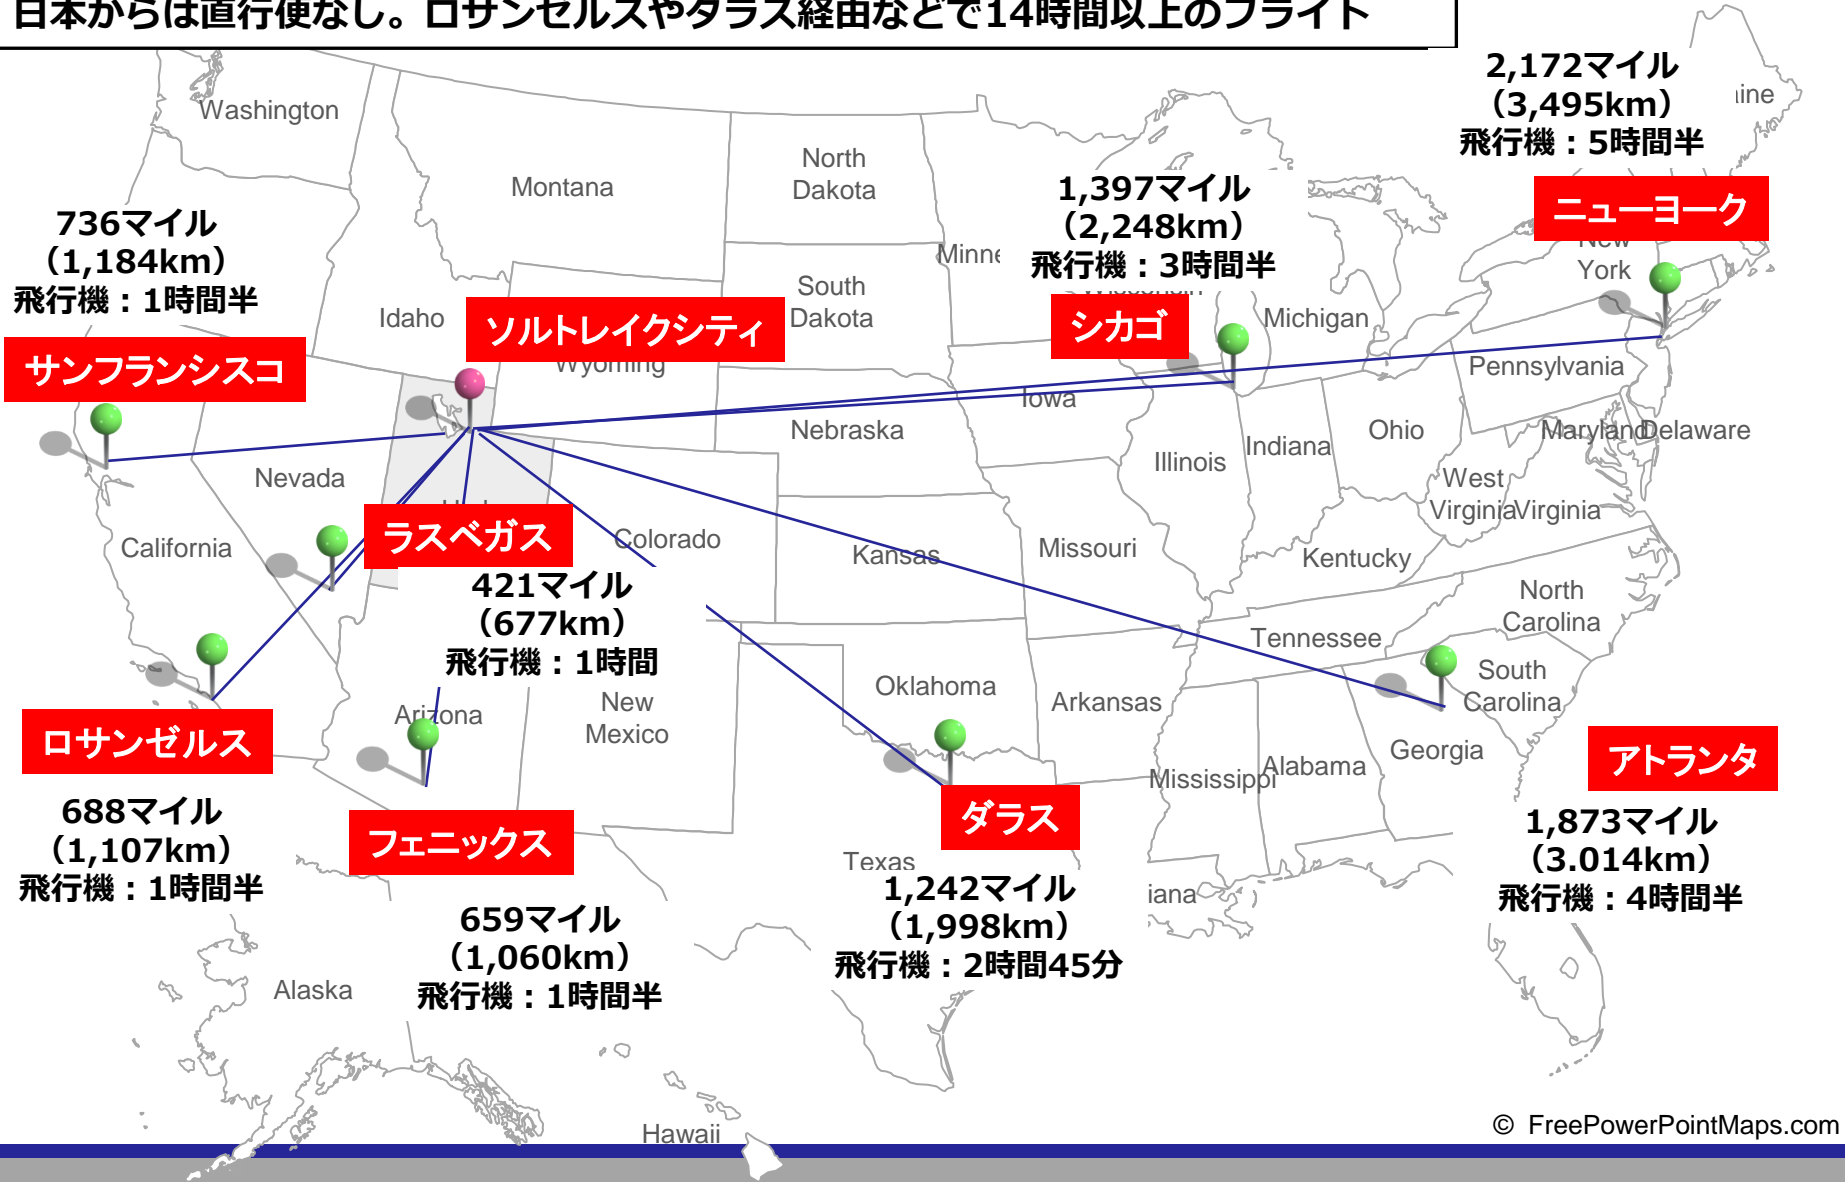 日本からは直行便なし。ロサンゼルスやダラス経由などで14時間以上のフライト
2,172マイル
（3,495km）
飛行機：5時間半
ニューヨーク
Washington
Montana
North
Dakota
1,397マイル
（2,248km）
飛行機：3時間半
シカゴ
736マイル
（1,184km）
飛行機：1時間半
サンフランシスコ
Idaho
ソルトレイクシティ
South
Dakota
Michigan
New
York
Wyoming
Pennsylvania
Iowa
Nebraska
Illinois
Indiana
Ohio
Maryland
Delaware
West
Virginia
Virginia
Nevada
California
ラスベガス
421マイル
（677km）
飛行機：1時間
Colorado
Kansas
Missouri
Kentucky
North
Carolina
Tennessee
South
Carolina
Oklahoma
Arkansas
New
Mexico
Arizona
ロサンゼルス
688マイル
（1,107km）
飛行機：1時間半
フェニックス
659マイル
（1,060km）
飛行機：1時間半
ダラス
Texas
1,242マイル
（1,998km）
飛行機：2時間45分
Mississippi
Alabama
Georgia
アトランタ
1,873マイル
（3.014km）
飛行機：4時間半
iana
Alaska
Hawaii
© FreePowerPointMaps.com